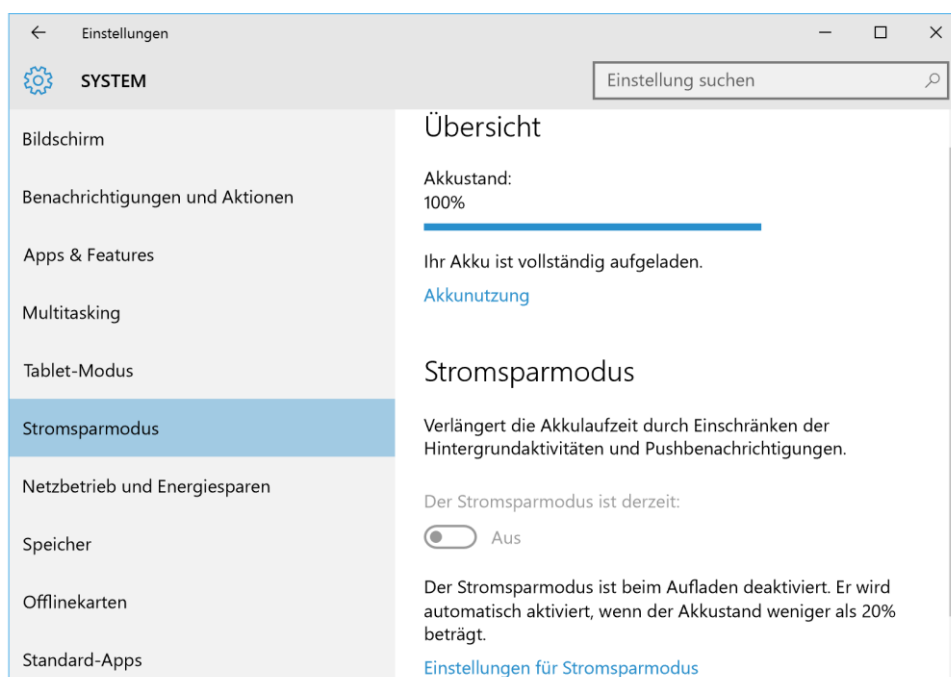 Einstellungen
SYSTEM
Einstellung suchen
Bildschirm
Benachrichtigungen und Aktionen
Apps & Features
Multitasking
Tablet-Modus
Stromsparmodus
Netzbetrieb und Energiesparen
Speicher
Offlinekarten
Standard-Apps
Übersicht
Akkustand:
100%
Ihr Akku ist vollständig aufgeladen.
Akkunutzung
Stromsparmodus
Verlängert die Akkulaufzeit durch Einschränken der
Hintergrundaktivitäten und Pushbenachrichtigungen.
Der Stromsparmodus ist derzeit:
Aus
Der Stromsparmodus ist beim Aufladen deaktiviert. Er wird
automatisch aktiviert, wenn der Akkustand weniger als 20%
beträgt.
Einstellungen für Stromsparmodus